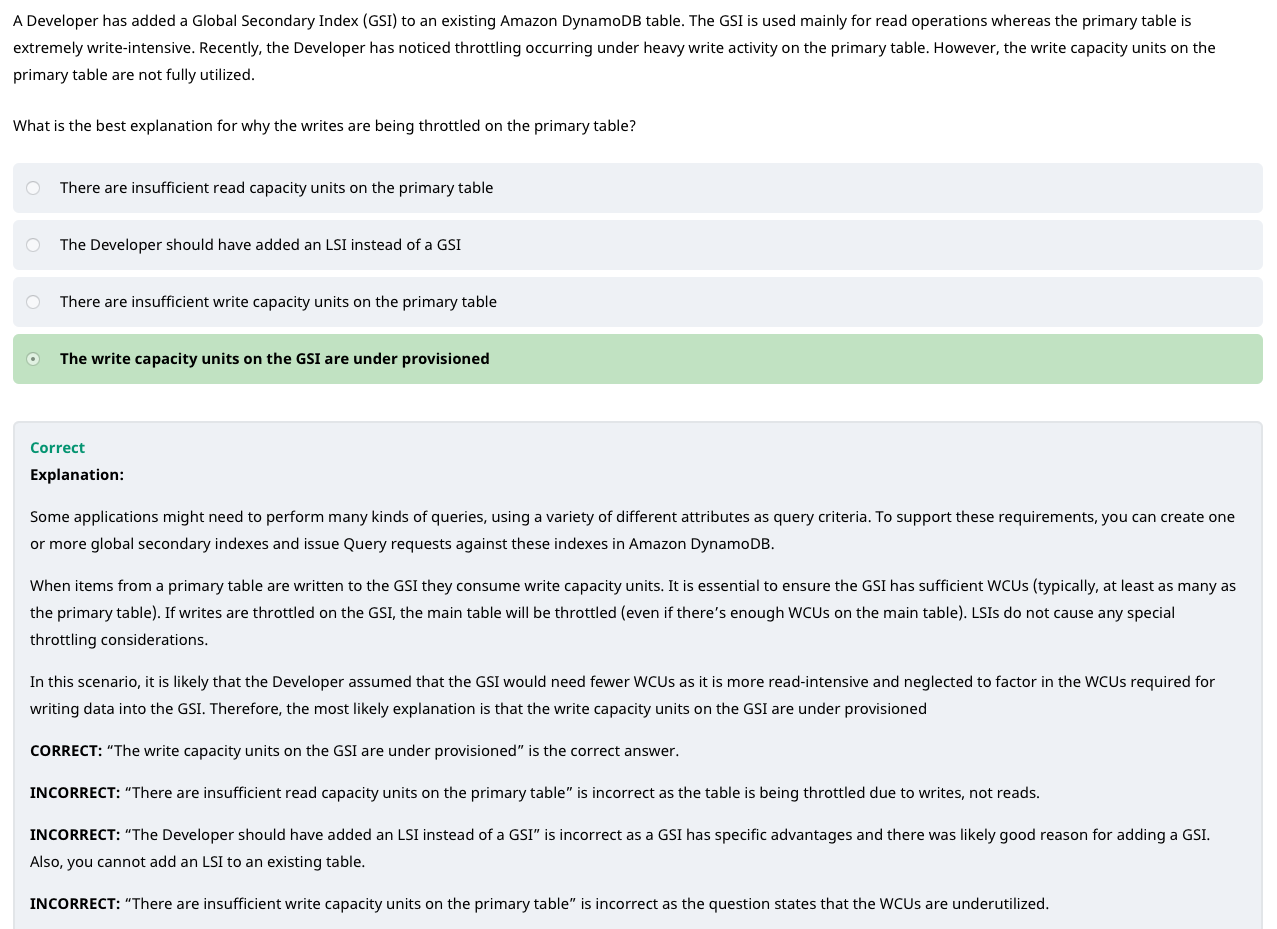 A Developer has added a Global Secondary Index (GSI) to an existing Amazon DynamoDB table. The GSI is used mainly for read operations whereas the primary table is
extremely write-intensive. Recently, the Developer has noticed throttling occurring under heavy write activity on the primary table. However, the write capacity units on the
primary table are not fully utilized.
What is the best explanation for why the writes are being throttled on the primary table?
There are insufficient read capacity units on the primary table
The Developer should have added an LSI instead of a GSI
There are insufficient write capacity units on the primary table
The write capacity units on the GSI are under provisioned
Correct
Explanation:
Some applications might need to perform many kinds of queries, using a variety of different attributes as query criteria. To support these requirements, you can create one
or more global secondary indexes and issue Query requests against these indexes in Amazon DynamoDB.
When items from a primary table are written to the GSI they consume write capacity units. It is essential to ensure the GSI has sufficient WCUs (typically, at least as many as
the primary table). If writes are throttled on the GSI, the main table will be throttled (even if there’s enough WCUs on the main table). LSIs do not cause any special
throttling considerations.
In this scenario, it is likely that the Developer assumed that the GSI would need fewer WCUs as it is more read-intensive and neglected to factor in the WCUs required for
writing data into the GSI. Therefore, the most likely explanation is that the write capacity units on the GSI are under provisioned
CORRECT: “The write capacity units on the GSI are under provisioned” is the correct answer.
INCORRECT: “There are insufficient read capacity units on the primary table” is incorrect as the table is being throttled due to writes, not reads.
INCORRECT: “The Developer should have added an LSI instead of a GSI” is incorrect as a GSI has specific advantages and there was likely good reason for adding a GSI.
Also, you cannot add an LSI to an existing table.
INCORRECT: “There are insufficient write capacity units on the primary table” is incorrect as the question states that the WCUs are underutilized.